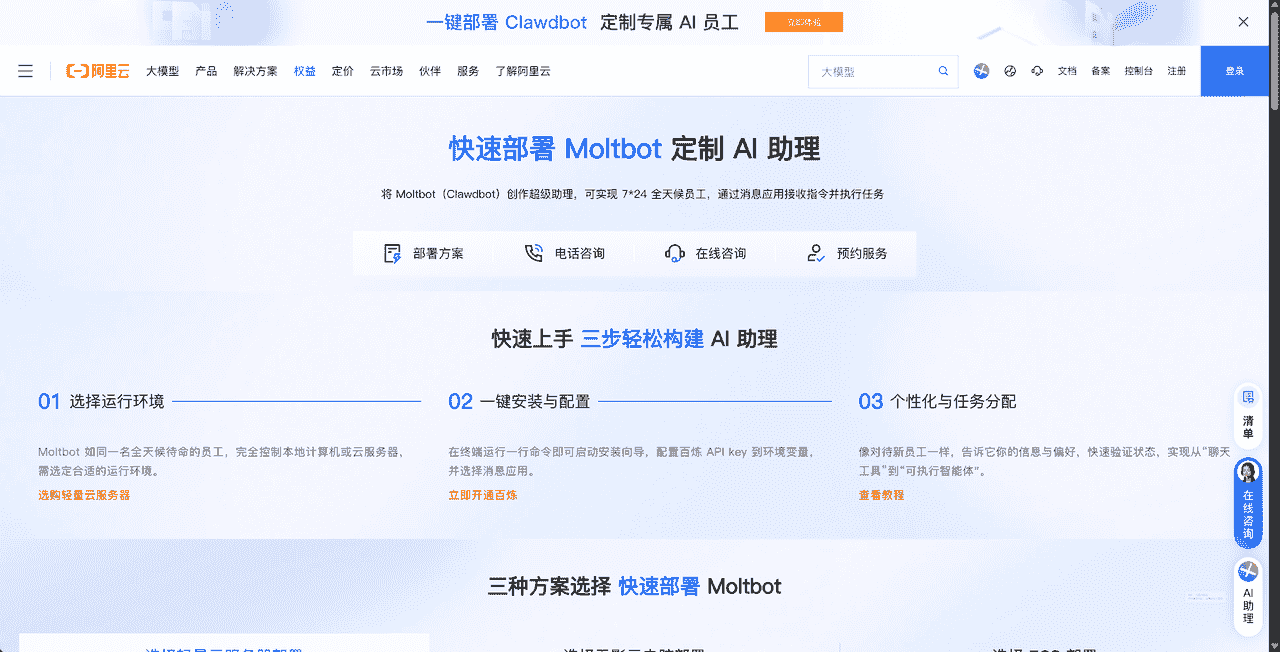 一键部署 Clawdbot 定制专属 AI 员工 立即体验
阿里云 大模型 产品 解决方案 权益 定价 云市场 伙伴 服务 了解阿里云 大模型 文档 备案 控制台 注册 登录
快速部署 Moltbot 定制 AI 助理
将 Moltbot（Clawdbot）创作超级助理，可实现 7*24 全天候员工，通过消息应用接收指令并执行任务
部署方案 电话咨询 在线咨询 预约服务
快速上手 三步轻松构建 AI 助理
01 选择运行环境
Moltbot 如同一名全天候待命的员工，完全控制本地计算机或云服务器，
需选定合适的运行环境。
选购轻量云服务器
02 一键安装与配置
在终端运行一行命令即可启动安装向导，配置百炼 API key 到环境变量，
并选择消息应用。
立即开通百炼
03 个性化与任务分配
像对待新员工一样，告诉它你的信息与偏好，快速验证状态，实现从“聊天
工具”到“可执行智能体”。
查看教程
清单
在线咨询
AI助理
三种方案选择 快速部署 Moltbot